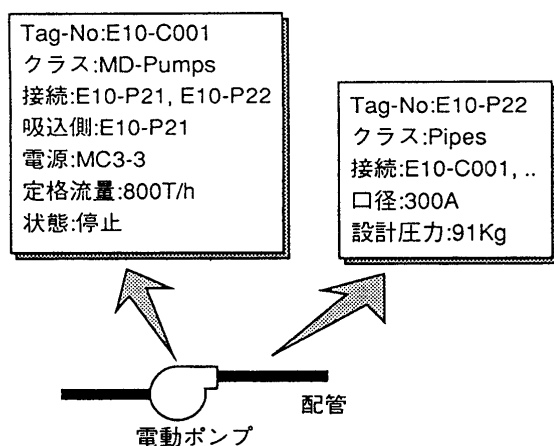 Tag-No:E10-C001
クラス:MD-Pumps
接続:E10-P21, E10-P22
吸込側:E10-P21
電源:MC3-3
定格流量:800T/h
状態:停止
Tag-No:E10-P22
クラス:Pipes
接続:E10-C001, ..
口径:300A
設計圧力:91Kg
配管
電動ポンプ